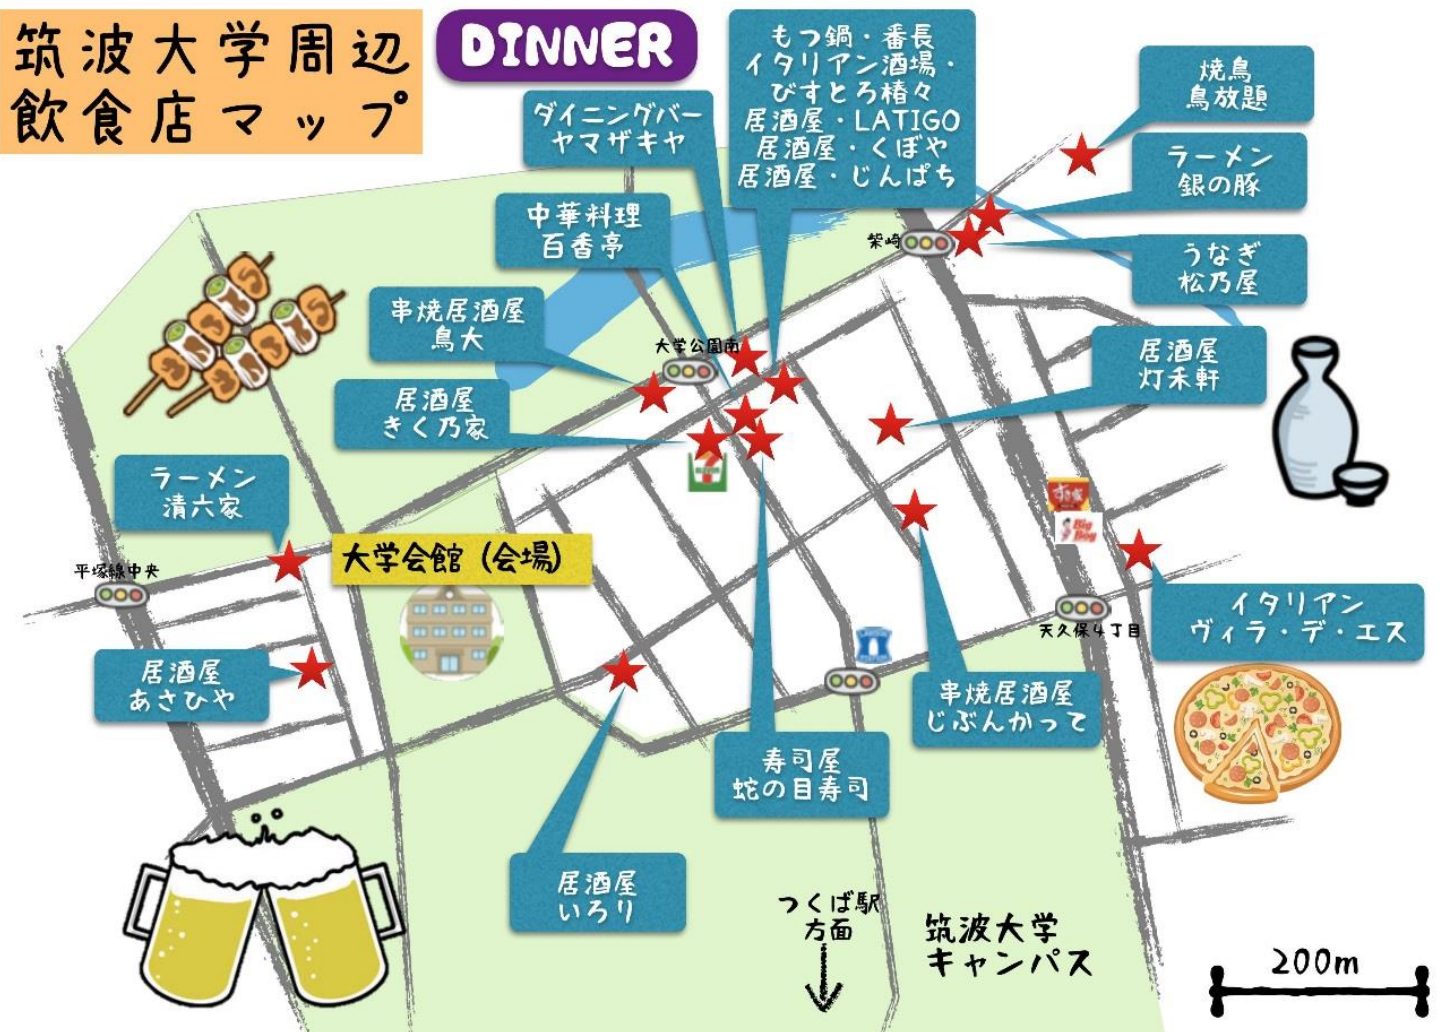 筑波大学周辺
飲食店マップ
DINNER
もつ鍋・番長
イタリアン酒場・
びすとろ椿々
居酒屋・LATIGO
居酒屋・くぼや
居酒屋・じんぱち
焼鳥
鳥放題
ダイニングバー
ヤマザキヤ
ラーメン
銀の豚
中華料理
百香亭
柴崎
うなぎ
松乃屋
串焼居酒屋
鳥大
大学公園南
居酒屋
灯禾軒
居酒屋
きく乃家
ラーメン
清六家
すき家
Big
Boy
大学会館（会場）
平塚線中央
イタリアン
ヴィラ・デ・エス
天久保4丁目
居酒屋
あさひや
串焼居酒屋
じぶんかって
寿司屋
蛇の目寿司
居酒屋
いろり
つくば駅
方面
筑波大学
キャンパス
200m